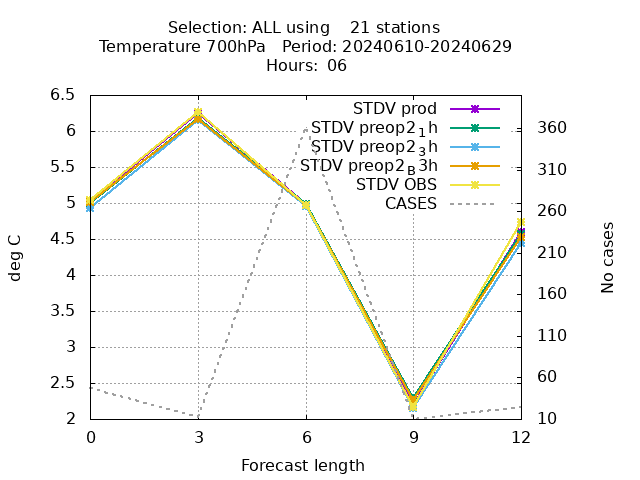 Selection: ALL using 21 stations
Temperature 700hPa Period: 20240610-20240629
Hours: 06
STDV prod
STDV preop2₁h
STDV preop2₃h
STDV preop2_B3h
STDV OBS
CASES
6.5
6
5.5
5
4.5
4
3.5
3
2.5
2
deg C
360
310
260
210
160
110
60
10
No cases
0 3 6 9 12
Forecast length